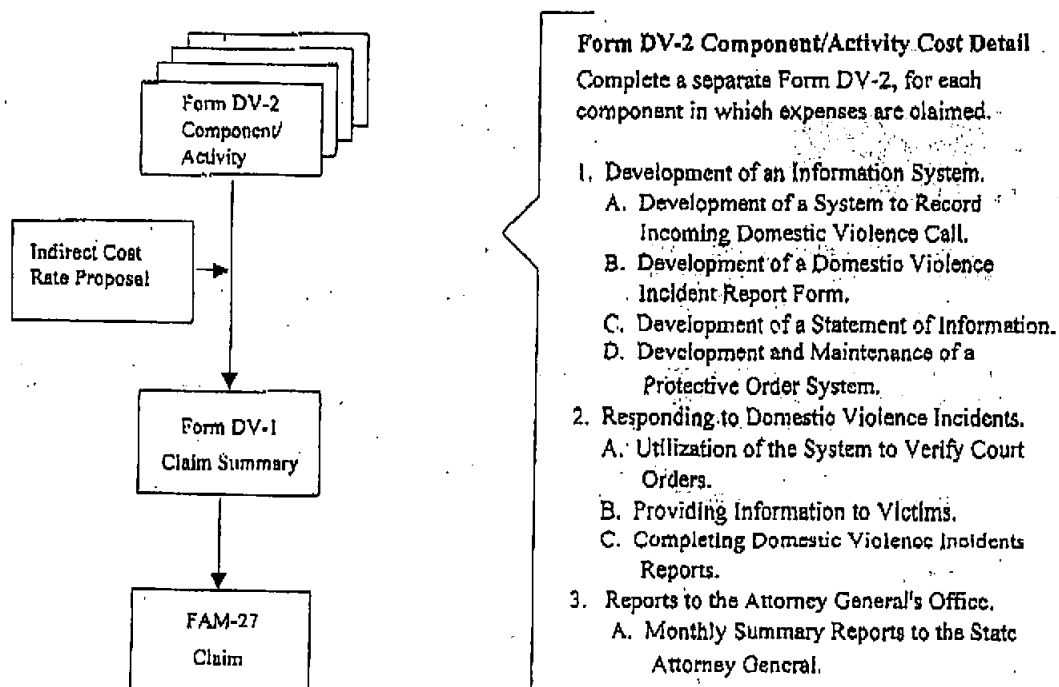 Form DV-2
Component/
Activity
Indirect Cost
Rate Proposal
Form DV-1
Claim Summary
FAM-27
Claim
Form DV-2 Component/Activity Cost Detail
Complete a separate Form DV-2, for each
component in which expenses are claimed.
1. Development of an Information System.
A. Development of a System to Record
Incoming Domestic Violence Call.
B. Development of a Domestic Violence
Incident Report Form.
C. Development of a Statement of Information.
D. Development and Maintenance of a
Protective Order System.
2. Responding to Domestic Violence Incidents.
A. Utilization of the System to Verify Court
Orders.
B. Providing Information to Victims.
C. Completing Domestic Violence Incidents
Reports.
3. Reports to the Attorney General's Office.
A. Monthly Summary Reports to the State
Attorney General.